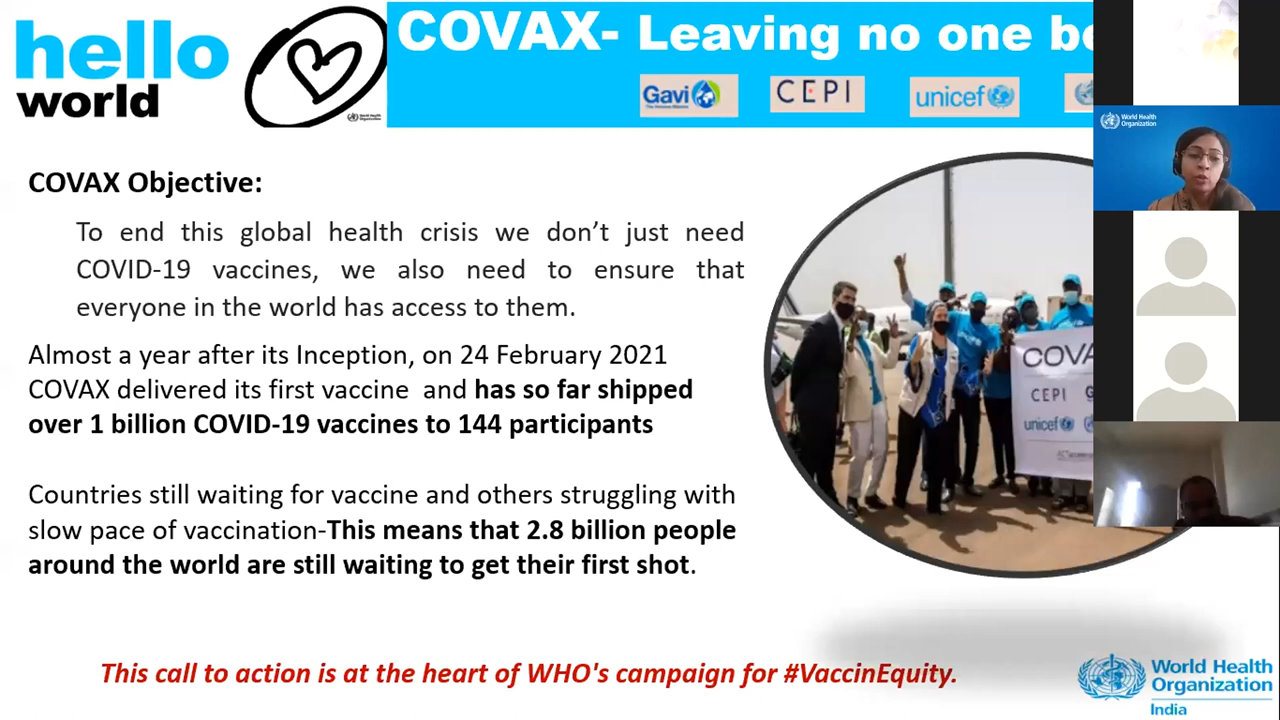 hello
world
World Health
Organization
COVAX- Leaving no one be
Gavi
CEPI
unicef
World Health
Organization
COVAX Objective:
To end this global health crisis we don’t just need
COVID-19 vaccines, we also need to ensure that
everyone in the world has access to them.
Almost a year after its Inception, on 24 February 2021
COVAX delivered its first vaccine and has so far shipped
over 1 billion COVID-19 vaccines to 144 participants
Countries still waiting for vaccine and others struggling with
slow pace of vaccination-This means that 2.8 billion people
around the world are still waiting to get their first shot.
COVA
CEPI G
unicef
This call to action is at the heart of WHO's campaign for #VaccinEquity.
World Health
Organization
India